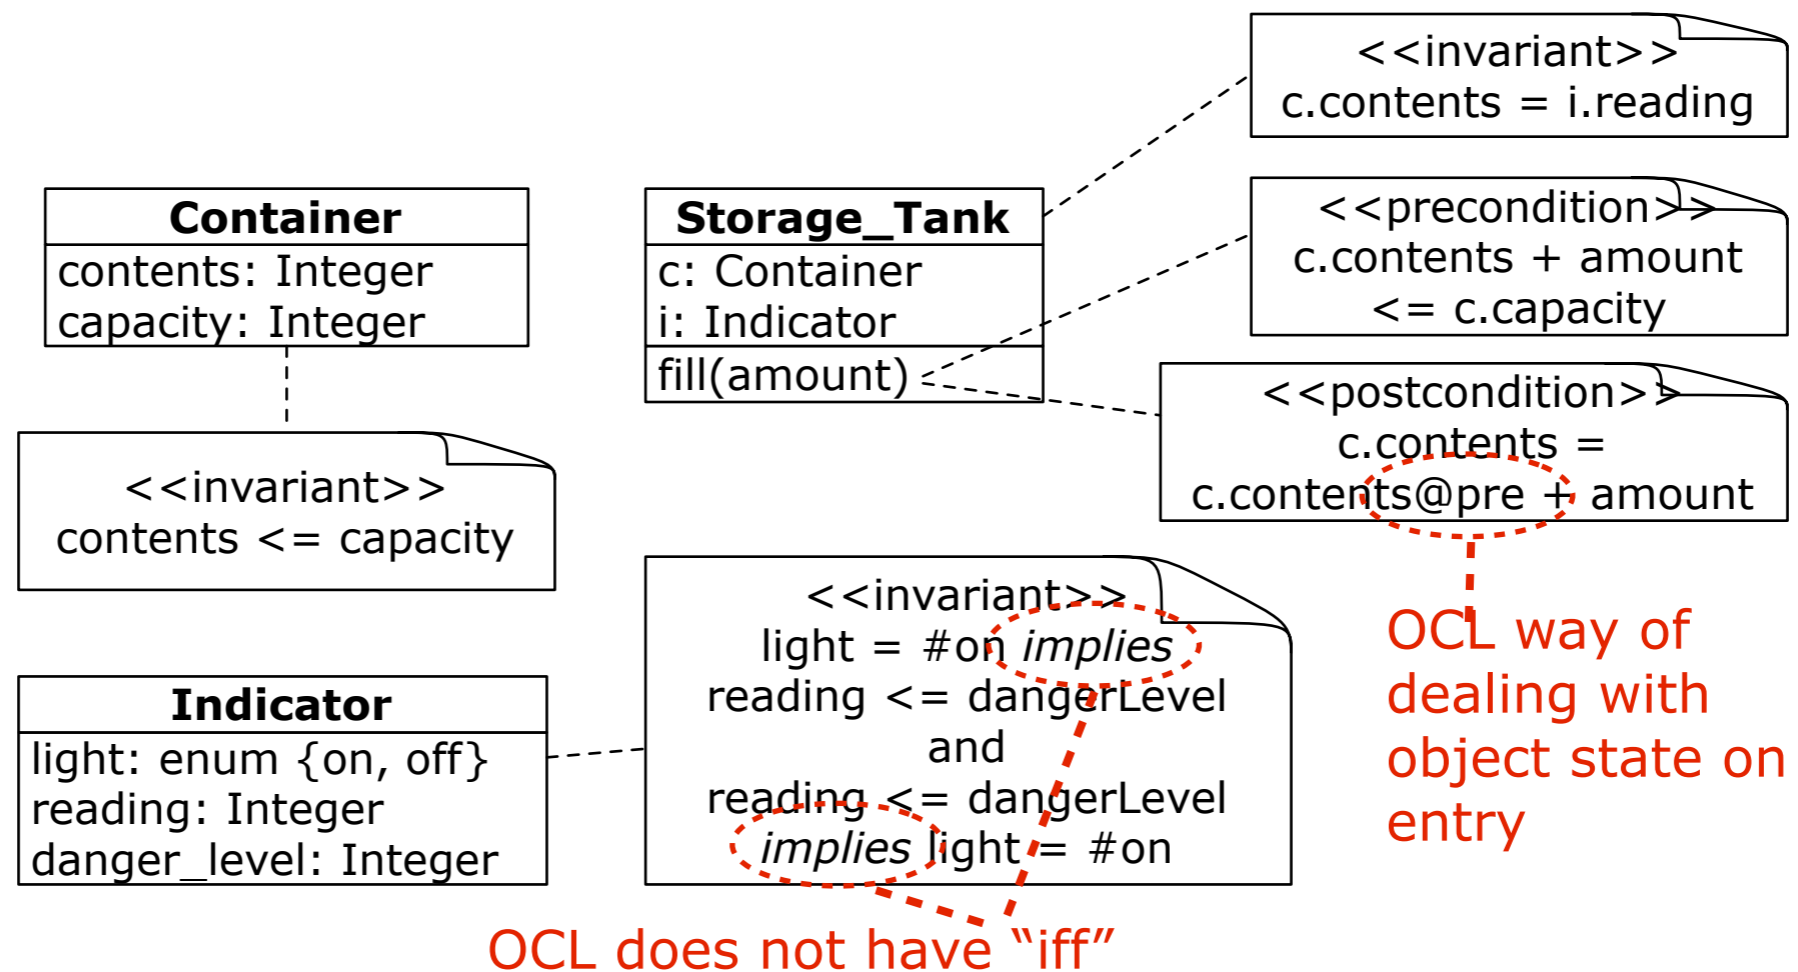 <<invariant>>
c.contents = i.reading
Container
contents: Integer
capacity: Integer
Storage_Tank
c: Container
i: Indicator
fill(amount)
<<precondition>>
c.contents + amount
<= c.capacity
<<postcondition>>
c.contents =
c.contents@pre + amount
<<invariant>>
contents <= capacity
<<invariant>>
light = #on implies
reading <= dangerLevel
and
reading <= dangerLevel
implies light = #on
Indicator
light: enum {on, off}
reading: Integer
danger_level: Integer
OCL way of
dealing with
object state on
entry
OCL does not have “iff”